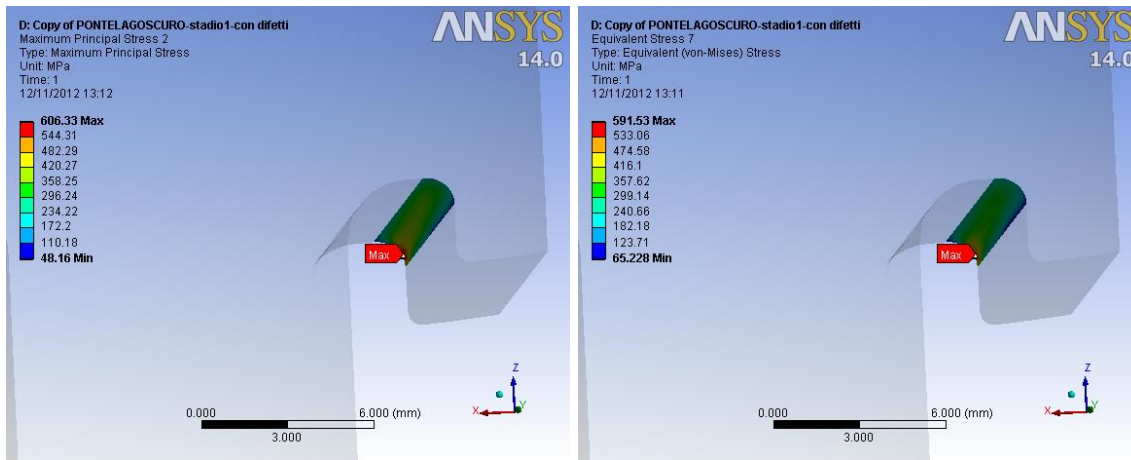 D: Copy of PONTELAGOSCURO-stadio1-con difetti
Maximum Principal Stress 2
Type: Maximum Principal Stress
Unit: MPa
Time: 1
12/11/2012 13:12
ANSYS
14.0
606.33 Max
544.31
482.29
420.27
358.25
296.24
234.22
172.2
110.18
48.16 Min
Max
Z
X
Y
0.000
6.000 (mm)
3.000
D: Copy of PONTELAGOSCURO-stadio1-con difetti
Equivalent Stress 7
Type: Equivalent (von-Mises) Stress
Unit: MPa
Time: 1
12/11/2012 13:11
ANSYS
14.0
591.53 Max
533.06
474.58
416.1
357.62
299.14
240.66
182.18
123.71
65.228 Min
Max
Z
X
Y
0.000
6.000 (mm)
3.000